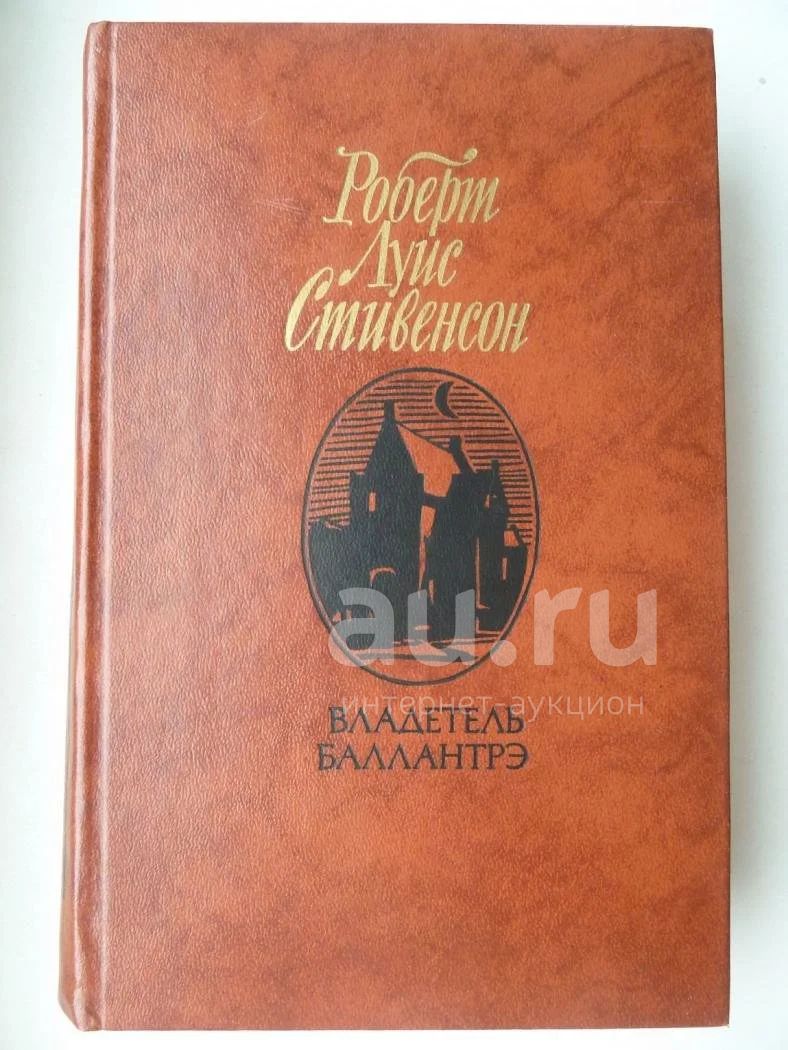 Роберт
Луис
Стивенсон
au.ru
интернет-аукцион
ВЛАДЕТЕЛЬ
БАЛЛАНТРЭ